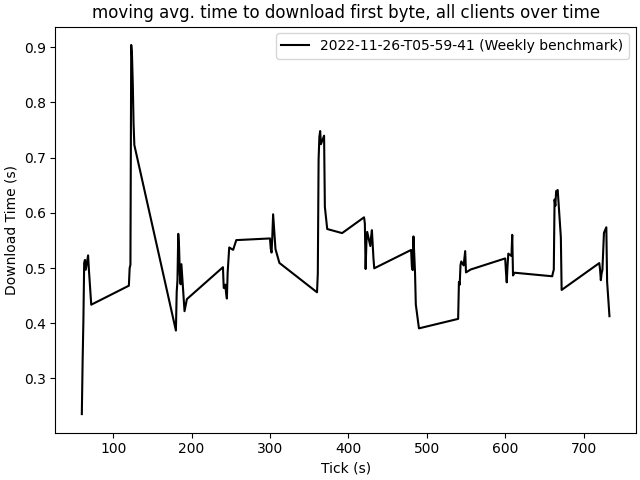 moving avg. time to download first byte, all clients over time
2022-11-26-T05-59-41 (Weekly benchmark)
0.9
0.8
0.7
0.6
0.5
0.4
0.3
Download Time (s)
100 200 300 400 500 600 700
Tick (s)